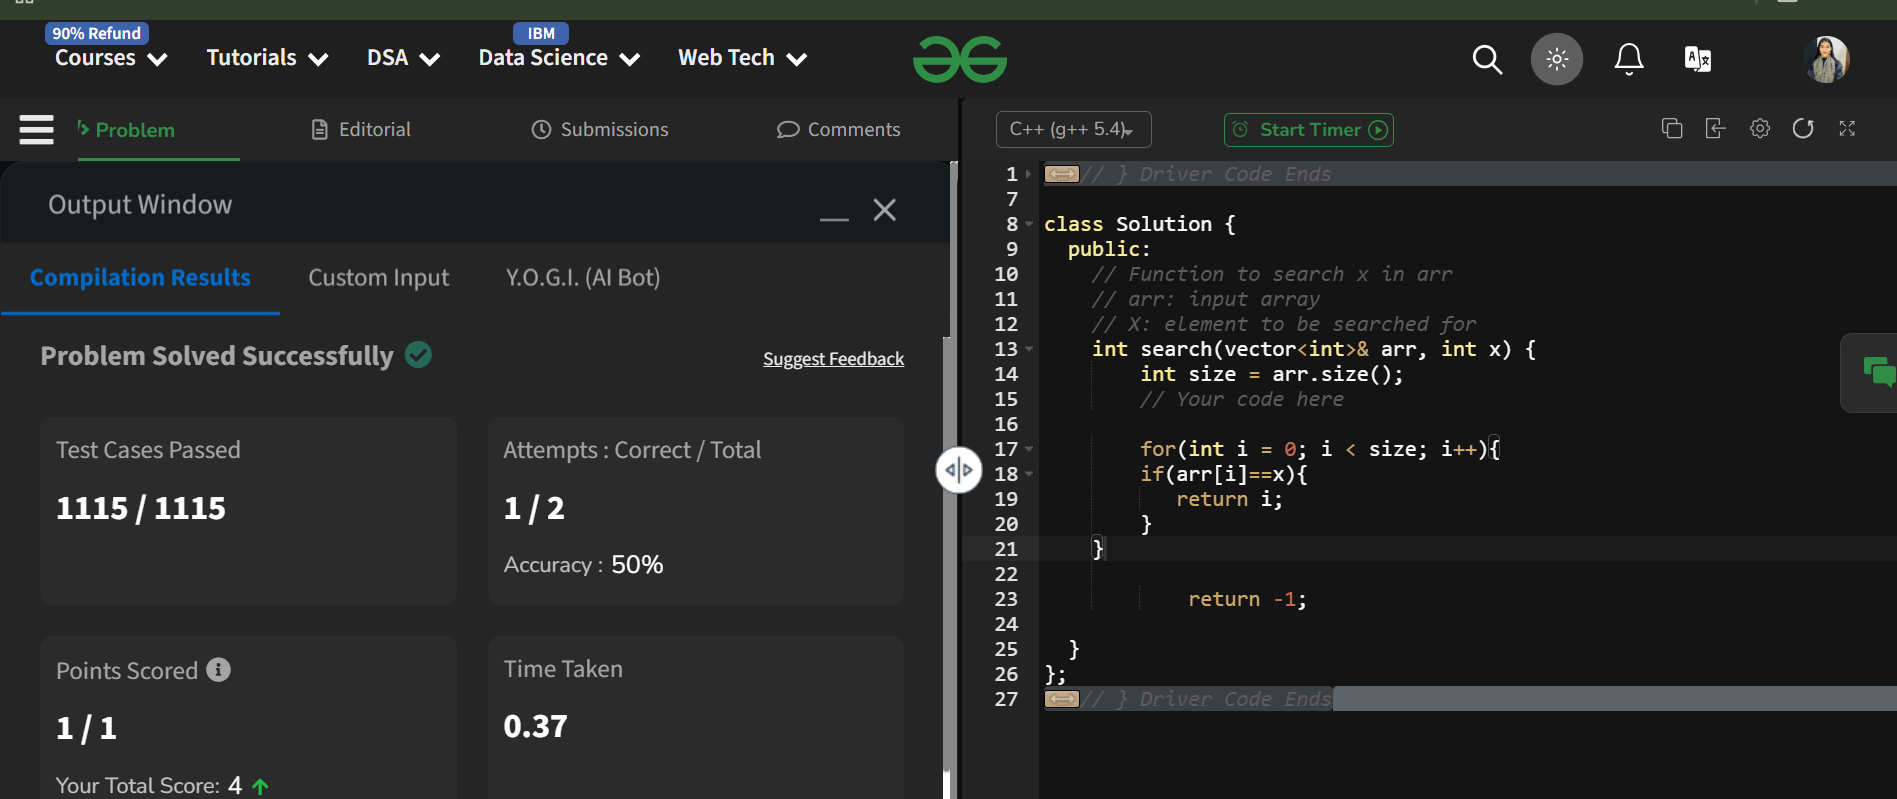 90% Refund
IBM
Courses Tutorials DSA Data Science Web Tech
Problem Editorial Submissions Comments
Output Window
Compilation Results Custom Input Y.O.G.I. (AI Bot)
Problem Solved Successfully
Suggest Feedback
Test Cases Passed
1115 / 1115
Attempts : Correct / Total
1 / 2
Accuracy : 50%
Points Scored
1 / 1
Your Total Score: 4
Time Taken
0.37
C++ (g++ 5.4)
Start Timer
1 // } Driver Code Ends
7
8 class Solution {
9 public:
10 // Function to search x in arr
11 // arr: input array
12 // X: element to be searched for
13 int search(vector<int>& arr, int x) {
14 int size = arr.size();
15 // Your code here
16
17 for(int i = 0; i < size; i++){
18 if(arr[i]==x){
19 return i;
20 }
21 }
22
23 return -1;
24
25 }
26 };
27 // } Driver Code Ends